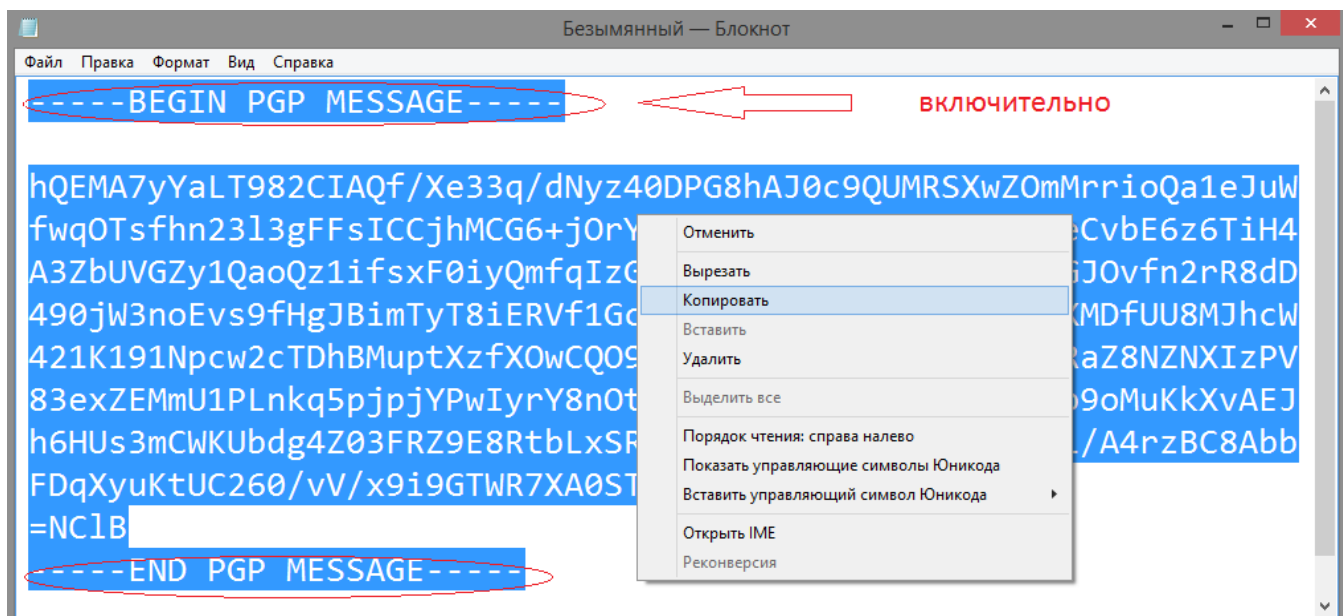 Безымянный — Блокнот
Файл Правка Формат Вид Справка
-----BEGIN PGP MESSAGE-----
включительно
hQEMA7yYaLT982CIAQf/Xe33q/dNyz40DPG8hAJ0c9QUMRSXwZOmMrrioQa1eJuW
fwqOTsfhn23l3gFFsICCjhMCG6+jOrY eCvbE6z6TiH4
A3ZbUVGZy1QaoQz1ifsxF0iyQmfqIzG GJOvfn2rR8dD
490jW3noEvs9fHgJBimTyT8iERVf1Gc KMDfUU8MJhcW
421K191Npcw2cTDhBMuptXzfXOwCQO9 RaZ8NZNXIzPV
83exZEMmU1PLnkq5pjpjYPwIyrY8nOt o9oMuKkXvAEJ
h6HUs3mCWKUbdg4Z03FRZ9E8RtbLxSR /A4rzBC8Abb
FDqXyuKtUC260/vV/x9i9GTWR7XA0ST
=NClB
-----END PGP MESSAGE-----
Отменить
Вырезать
Копировать
Вставить
Удалить
Выделить все
Порядок чтения: справа налево
Показать управляющие символы Юникода
Вставить управляющий символ Юникода
Открыть IME
Реконверсия